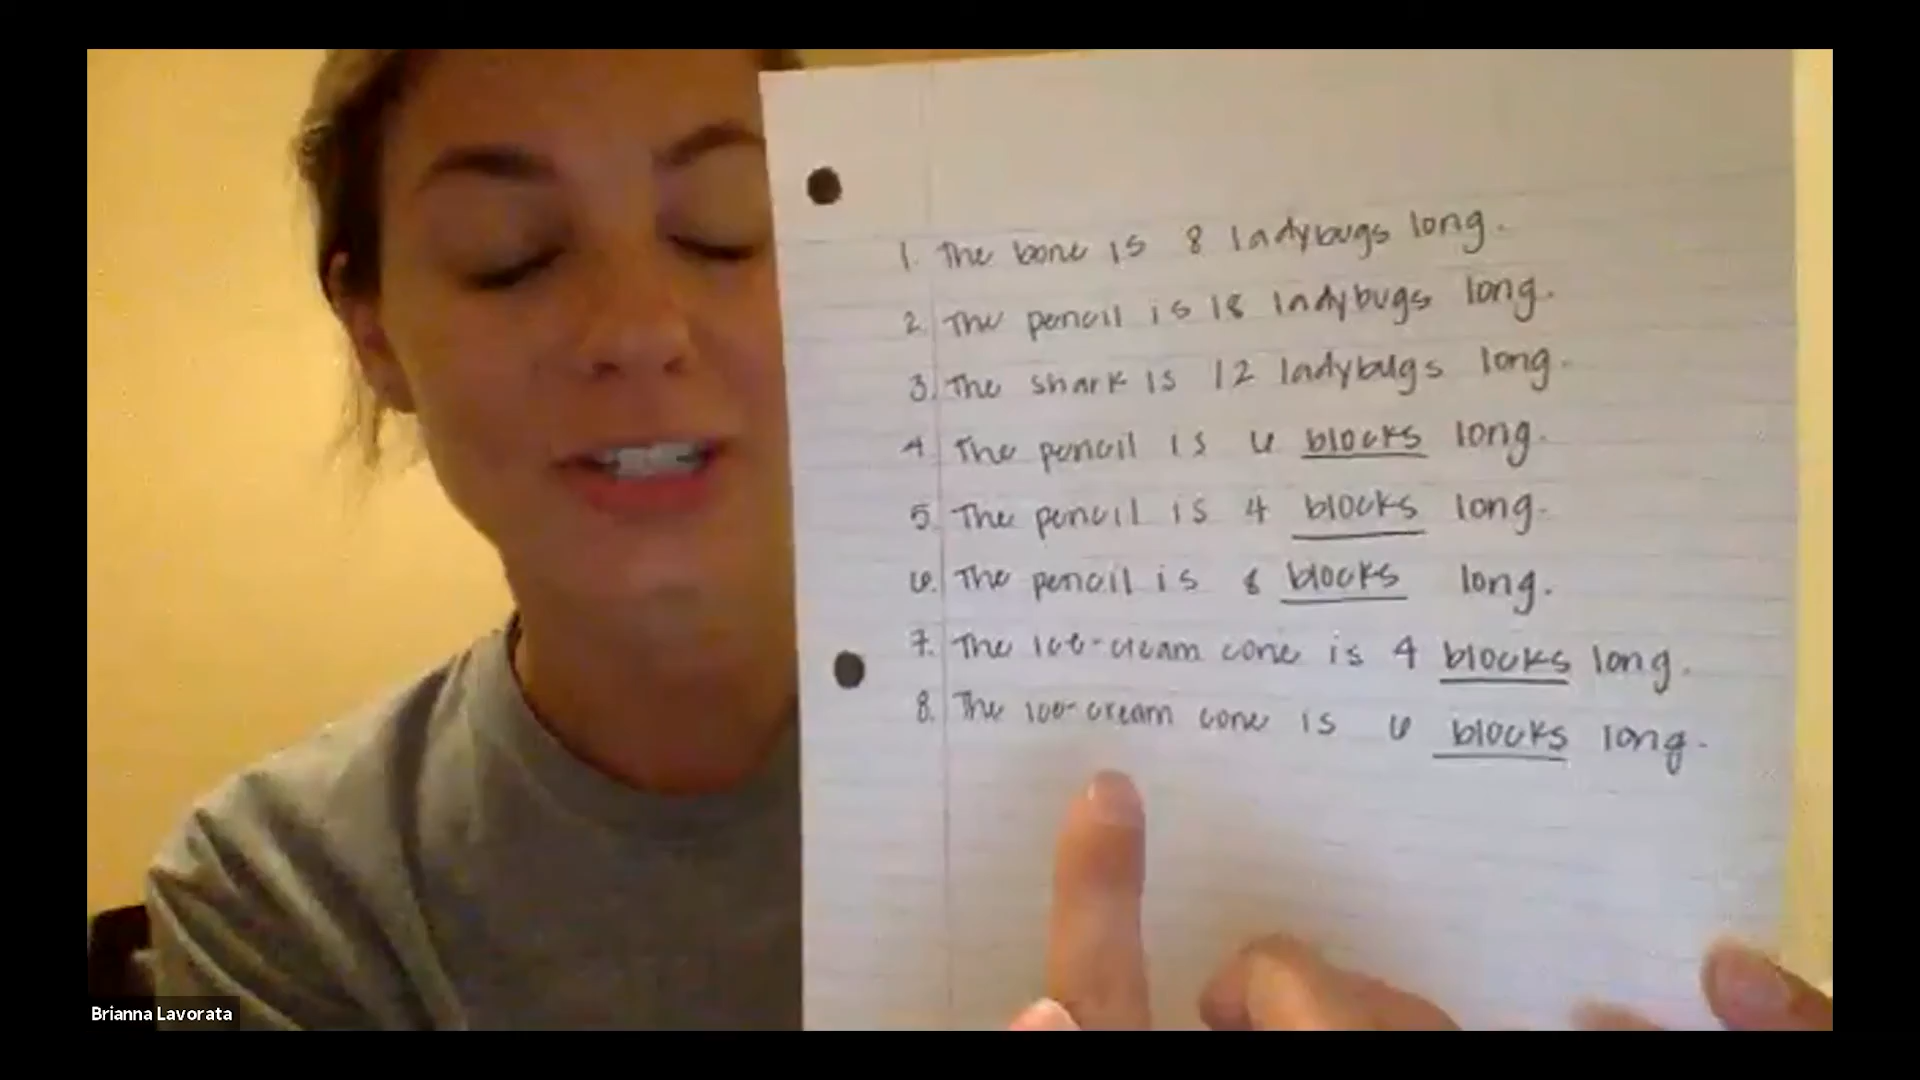 1. The bone is 8 ladybugs long.
2. The pencil is 18 ladybugs long.
3. The shark is 12 ladybugs long.
4. The pencil is 6 blocks long.
5. The pencil is 4 blocks long.
6. The pencil is 8 blocks long.
7. The ice-cream cone is 4 blocks long.
8. The ice-cream cone is 6 blocks long.
Brianna Lavorata